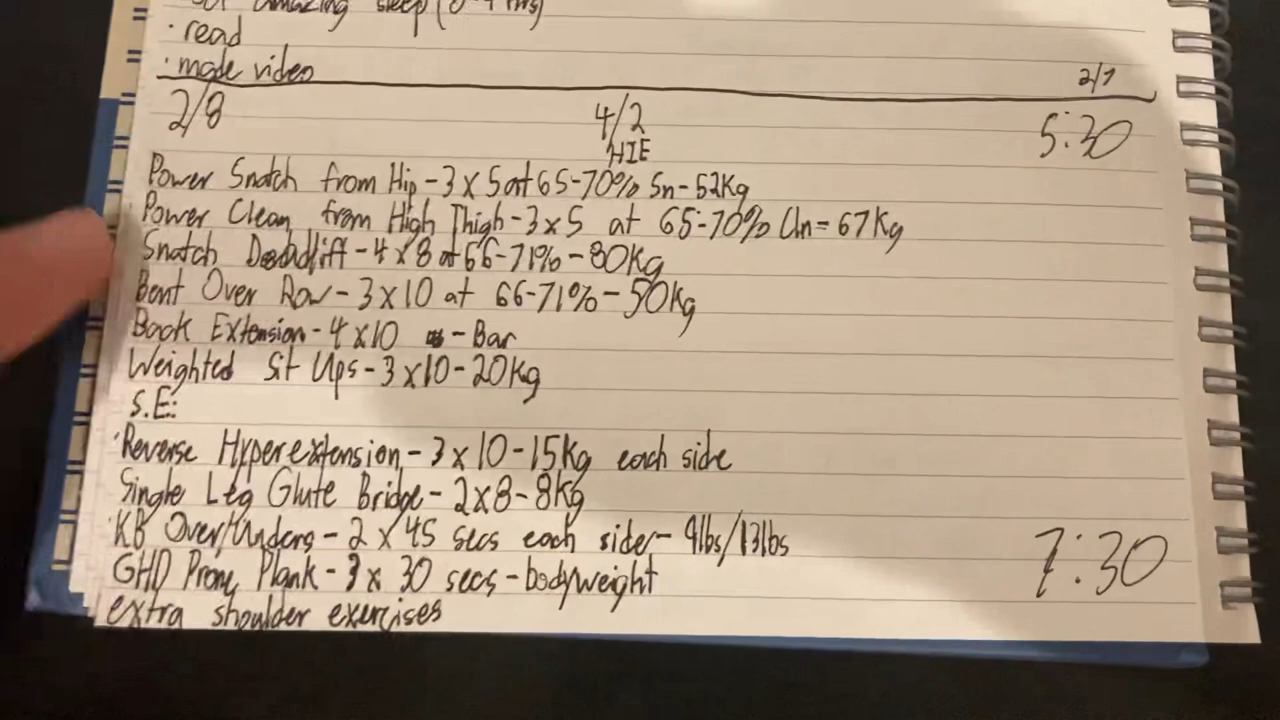 amazing sleep (
· read
· made video
2/7
2/8 4/2 5:30
HIE
Power Snatch from Hip - 3 x 5 at 65-70% Sn - 52Kg
Power Clean from High Thigh - 3 x 5 at 65-70% Cln = 67Kg
Snatch Deadlift - 4 x 8 at 66-71% - 80Kg
Bent Over Row - 3 x 10 at 66-71% - 50Kg
Back Extension - 4 x 10 - Bar
Weighted Sit Ups - 3 x 10 - 20Kg
S.E:
· Reverse Hyperextension - 3 x 10 - 15Kg each side
Single Leg Glute Bridge - 2 x 8 - 8Kg
KB Over/Unders - 2 x 45 secs each side - 9lbs/13lbs
GHD Prone Plank - 3 x 30 secs - bodyweight 7:30
extra shoulder exercises